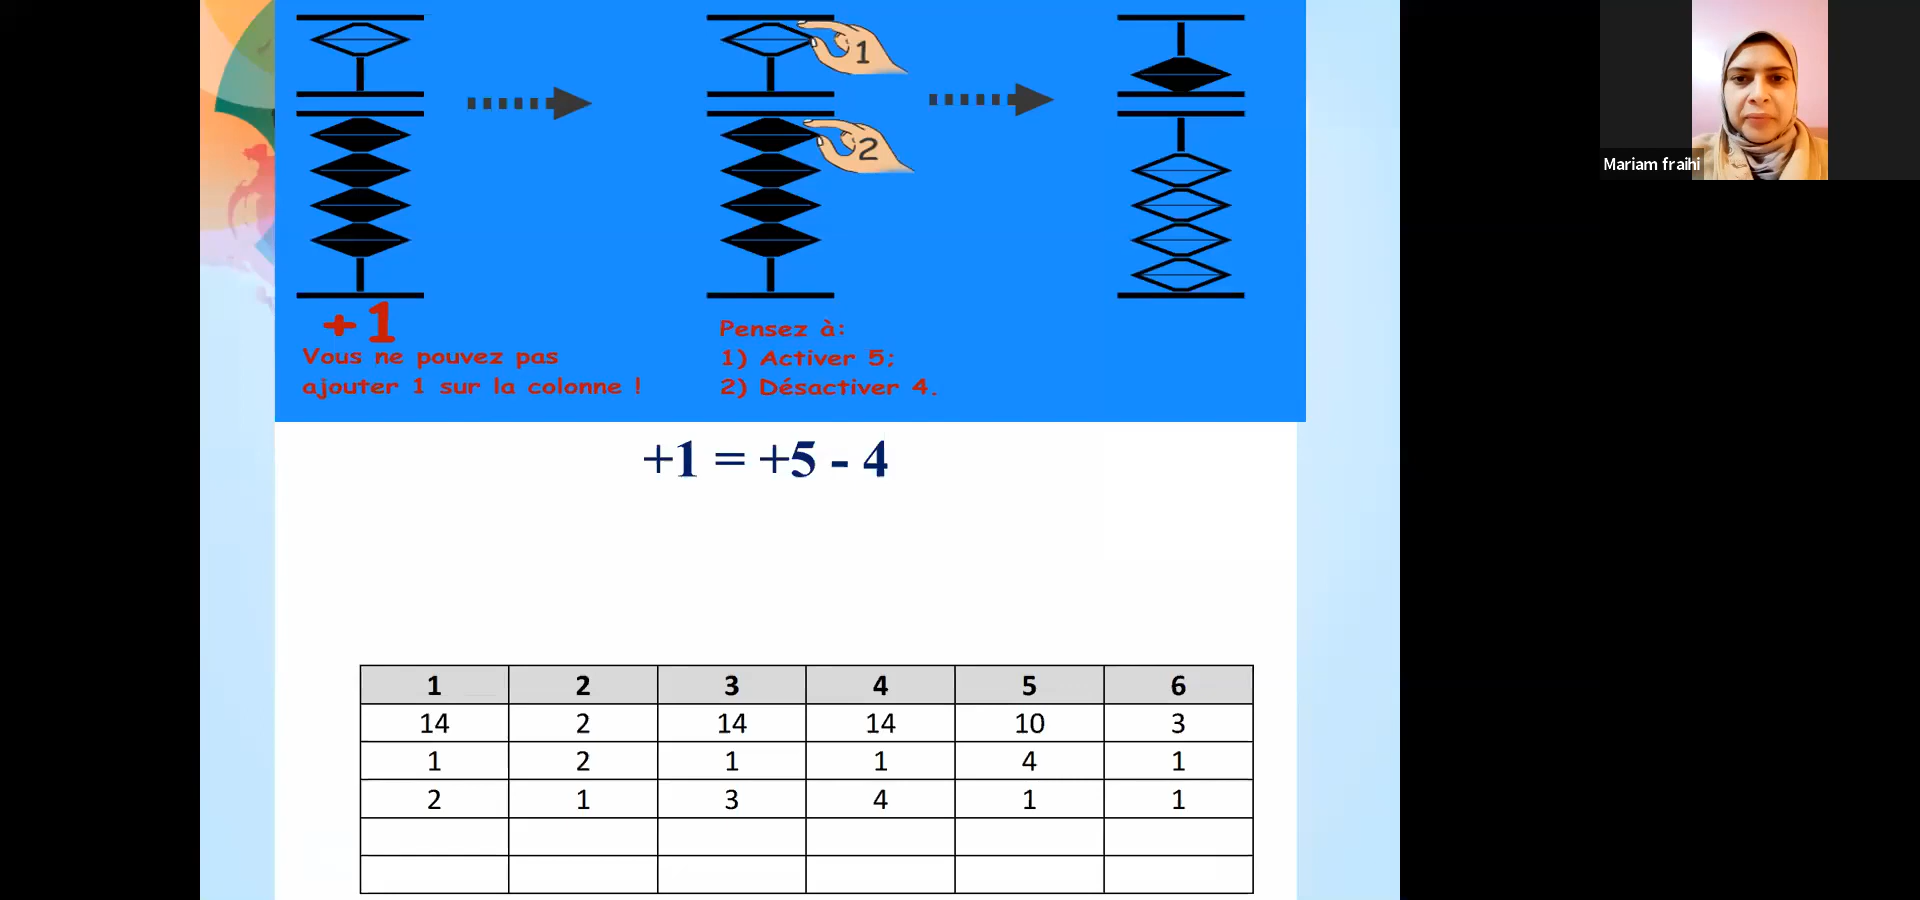 1
2
+1
Vous ne pouvez pas
ajouter 1 sur la colonne !
Pensez à:
1) Activer 5;
2) Désactiver 4.
+1 = +5 - 4
1 2 3 4 5 6
14 2 14 14 10 3
1 2 1 1 4 1
2 1 3 4 1 1
Mariam fraihi